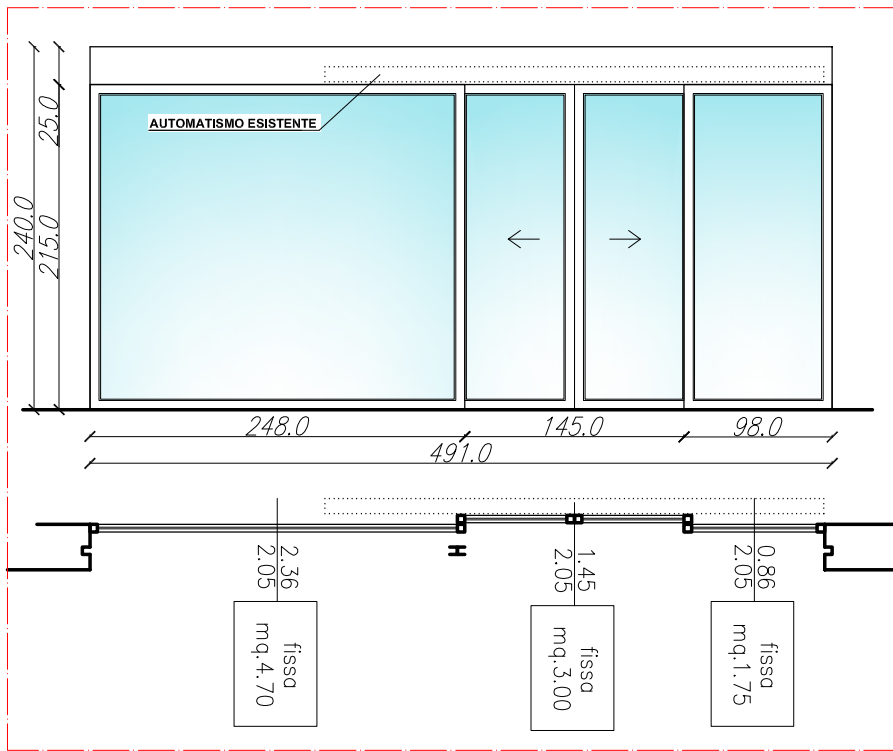 AUTOMATISMO ESISTENTE
25.0
240.0
215.0
248.0
145.0
98.0
491.0
2.36
2.05
1.45
2.05
0.86
2.05
fissa
mq.4.70
fissa
mq.3.00
fissa
mq.1.75